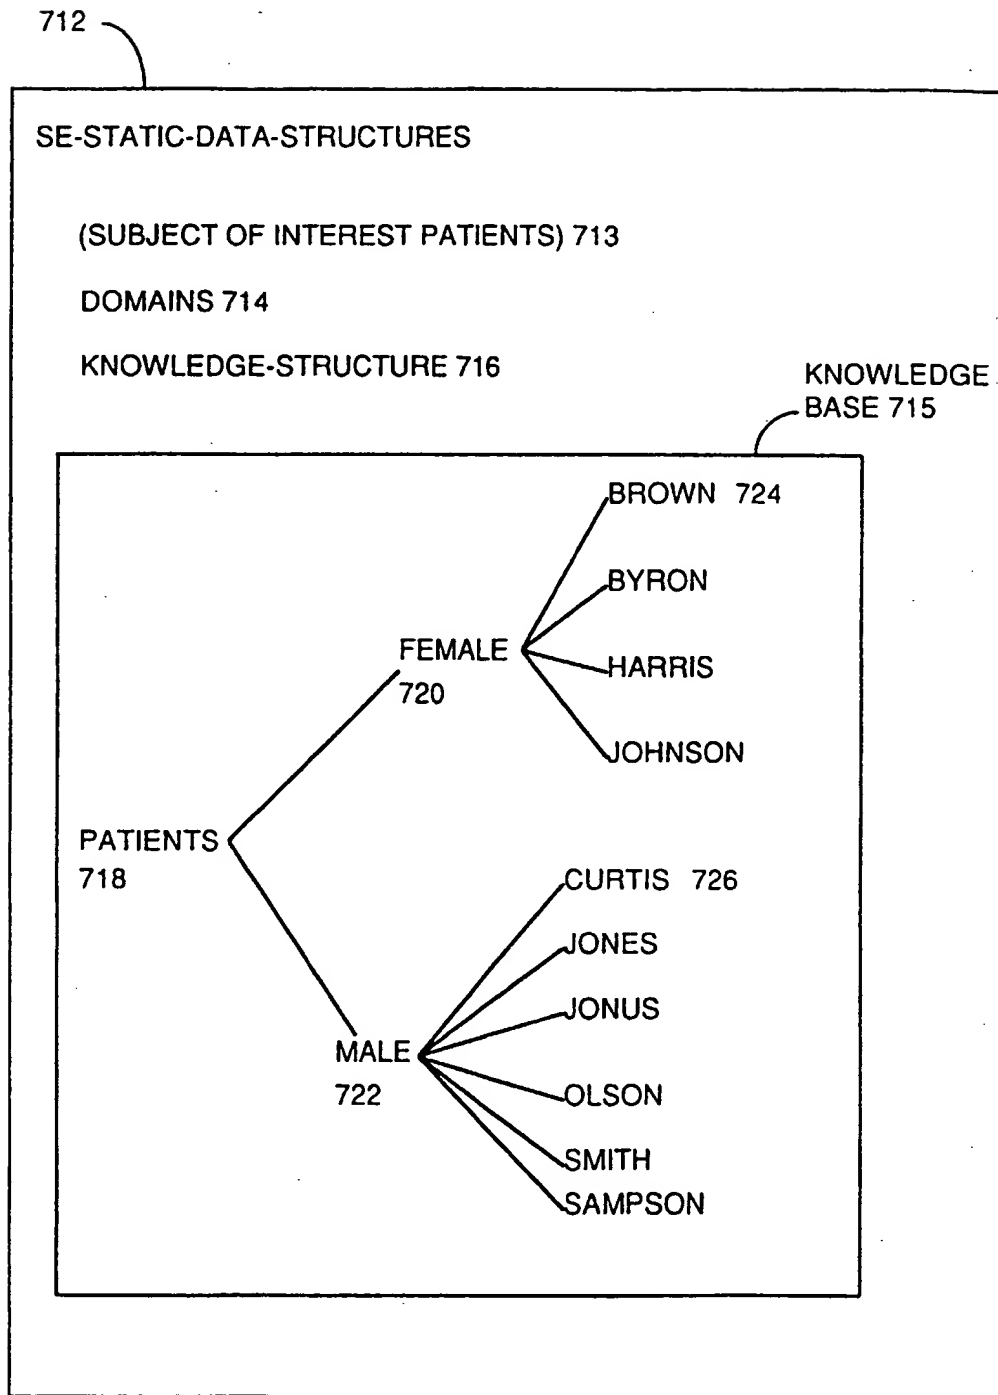 712
SE-STATIC-DATA-STRUCTURES
(SUBJECT OF INTEREST PATIENTS) 713
DOMAINS 714
KNOWLEDGE-STRUCTURE 716
KNOWLEDGE
BASE 715
BROWN 724
BYRON
FEMALE
720
HARRIS
JOHNSON
PATIENTS
718
CURTIS 726
JONES
JONUS
MALE
722
OLSON
SMITH
SAMPSON